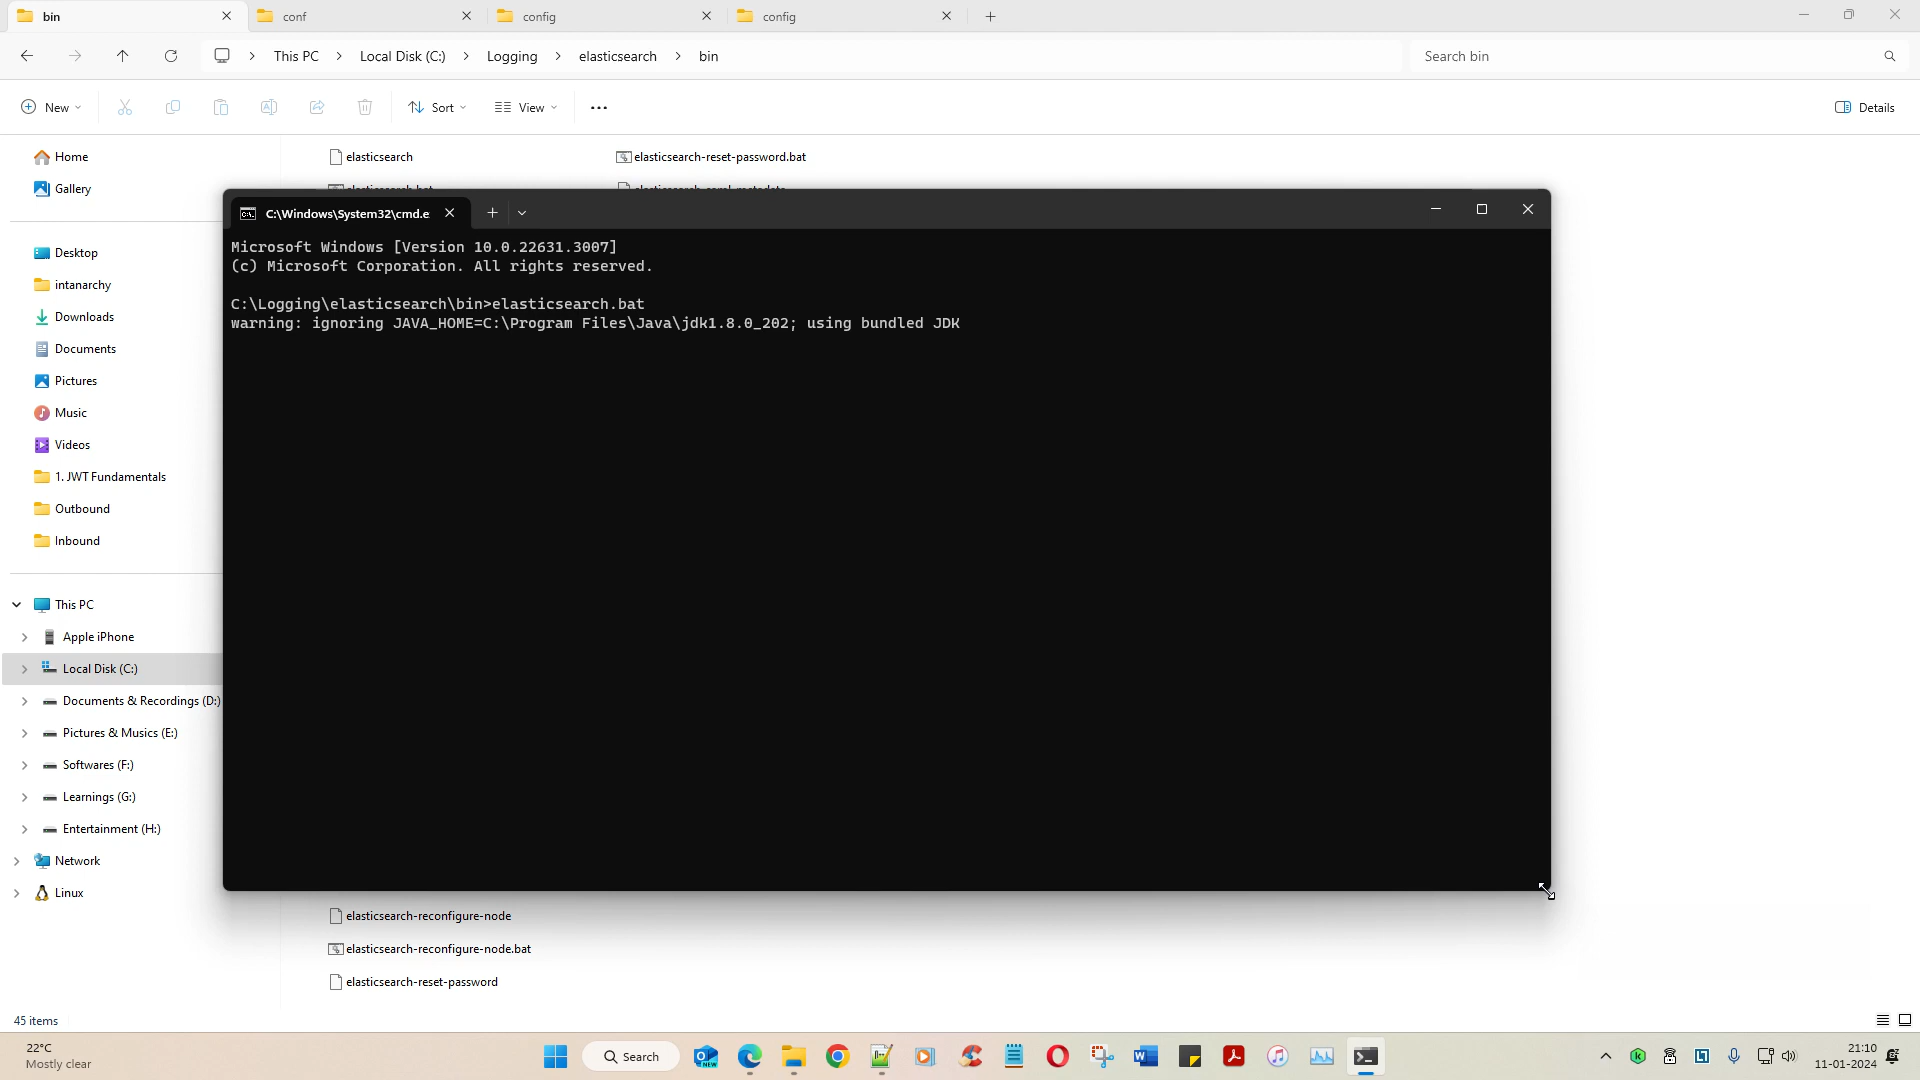 bin
conf
config
config
This PC
Local Disk (C:)
Logging
elasticsearch
bin
Search bin
New
Sort
View
Details
Home
Gallery
Desktop
intanarchy
Downloads
Documents
Pictures
Music
Videos
1. JWT Fundamentals
Outbound
Inbound
This PC
Apple iPhone
Local Disk (C:)
Documents & Recordings (D:)
Pictures & Musics (E:)
Softwares (F:)
Learnings (G:)
Entertainment (H:)
Network
Linux
elasticsearch
elasticsearch-reset-password.bat
C:\Windows\System32\cmd.e
Microsoft Windows [Version 10.0.22631.3007]
(c) Microsoft Corporation. All rights reserved.
C:\Logging\elasticsearch\bin>elasticsearch.bat
warning: ignoring JAVA_HOME=C:\Program Files\Java\jdk1.8.0_202; using bundled JDK
elasticsearch-reconfigure-node
elasticsearch-reconfigure-node.bat
elasticsearch-reset-password
45 items
22°C
Mostly clear
Search
NEW
21:10
11-01-2024